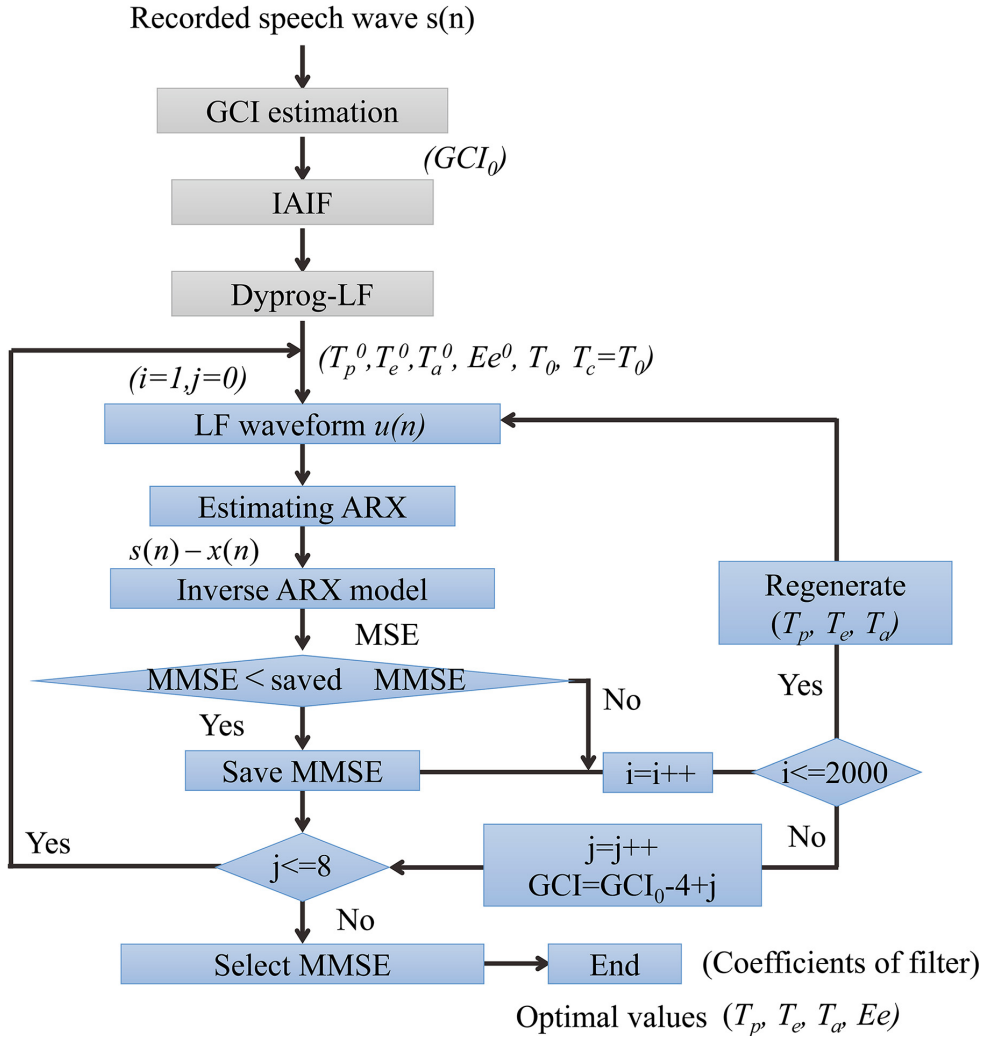 Recorded speech wave s(n)
GCI estimation
(GCI₀)
IAIF
Dyprog-LF
(Tₚ⁰,Tₑ⁰,Tₐ⁰, Ee⁰, T₀, T꜀=T₀)
(i=1,j=0)
LF waveform u(n)
Estimating ARX
s(n) – x(n)
Inverse ARX model
Regenerate
(Tₚ, Tₑ, Tₐ)
MSE
MMSE < saved MMSE
No
Yes
Yes
Save MMSE
i=i++
i<=2000
Yes
No
j<=8
j=j++
GCI=GCI₀-4+j
No
Select MMSE
End
(Coefficients of filter)
Optimal values (Tₚ, Tₑ, Tₐ, Ee)